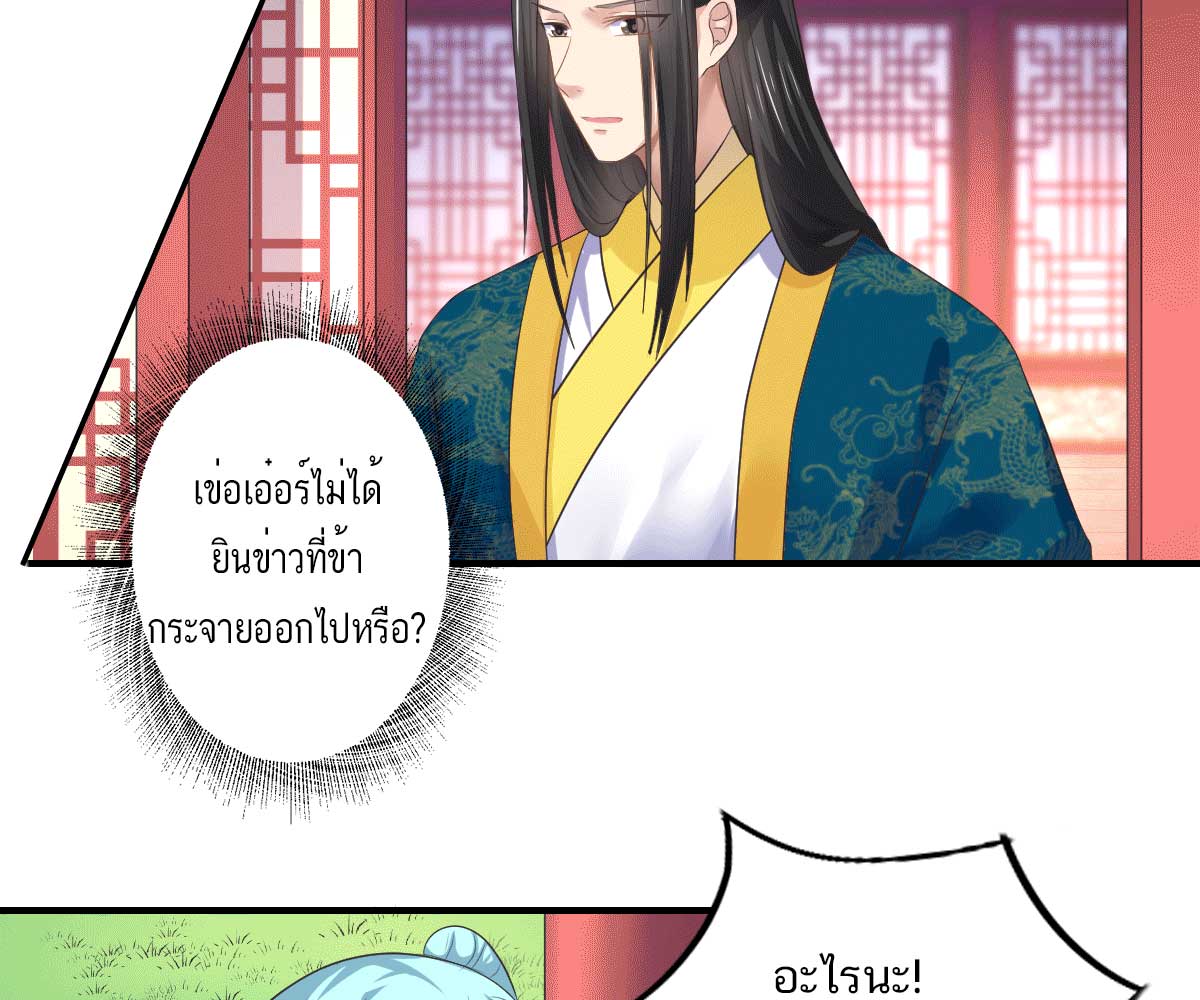 เข่อเอ๋อร์ไม่ได้
ยินข่าวที่ข้า
กระจายออกไปหรือ?
อะไรนะ!